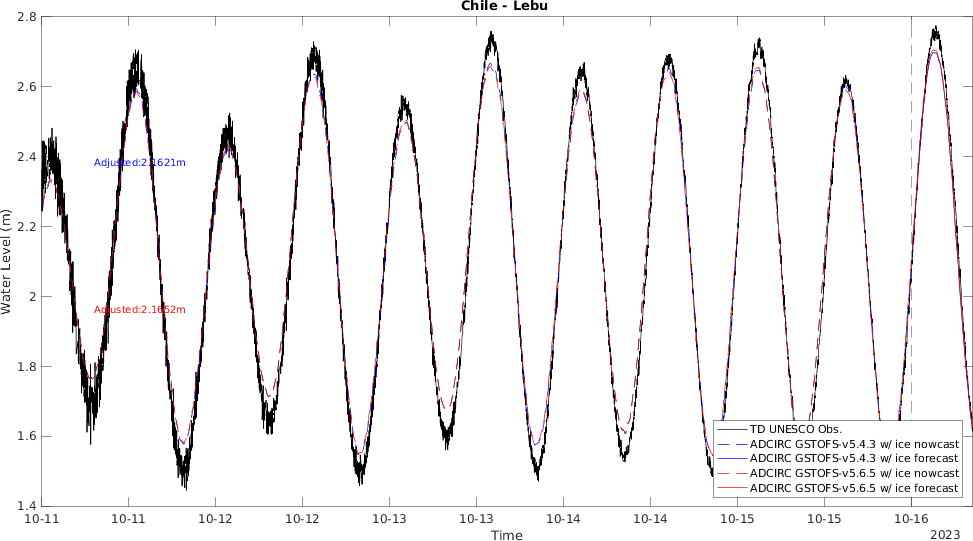 Chile - Lebu
2.8
2.6
2.4
2.2
2
1.8
1.6
1.4
Water Level (m)
Adjusted:2.1621m
Adjusted:2.1652m
TD UNESCO Obs.
ADCIRC GSTOFS-v5.4.3 w/ ice nowcast
ADCIRC GSTOFS-v5.4.3 w/ ice forecast
ADCIRC GSTOFS-v5.6.5 w/ ice nowcast
ADCIRC GSTOFS-v5.6.5 w/ ice forecast
10-11 10-11 10-12 10-12 10-13 10-13 10-14 10-14 10-15 10-15 10-16
Time
2023